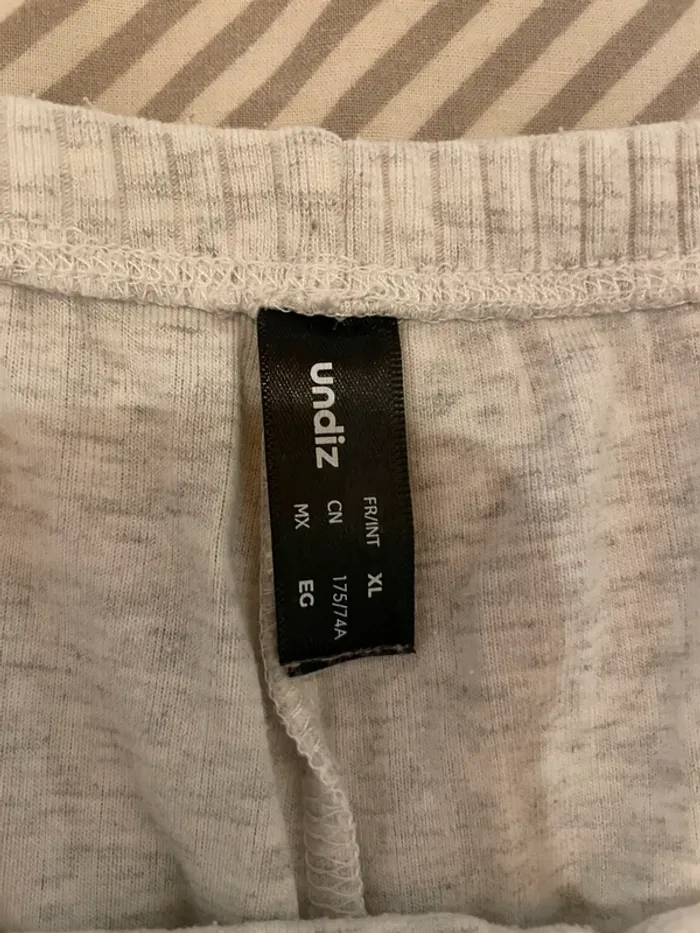 undiz
FR/INT XL
CN 175/74A
MX EG